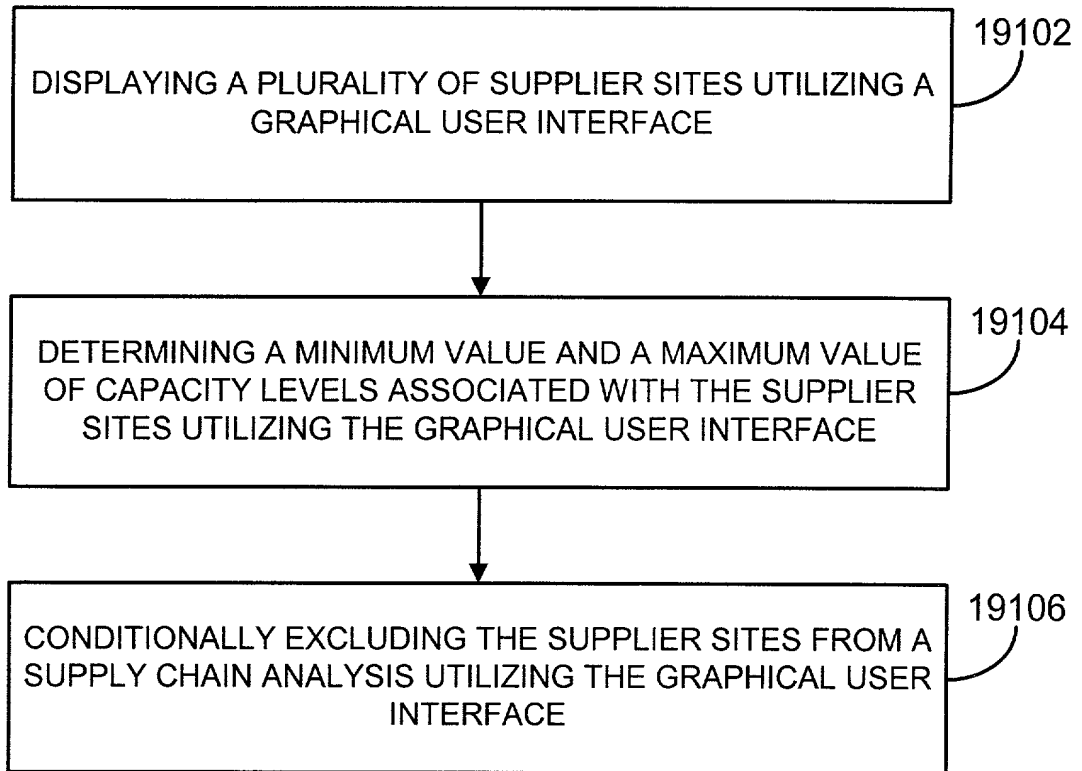 19102
DISPLAYING A PLURALITY OF SUPPLIER SITES UTILIZING A
GRAPHICAL USER INTERFACE
19104
DETERMINING A MINIMUM VALUE AND A MAXIMUM VALUE
OF CAPACITY LEVELS ASSOCIATED WITH THE SUPPLIER
SITES UTILIZING THE GRAPHICAL USER INTERFACE
19106
CONDITIONALLY EXCLUDING THE SUPPLIER SITES FROM A
SUPPLY CHAIN ANALYSIS UTILIZING THE GRAPHICAL USER
INTERFACE